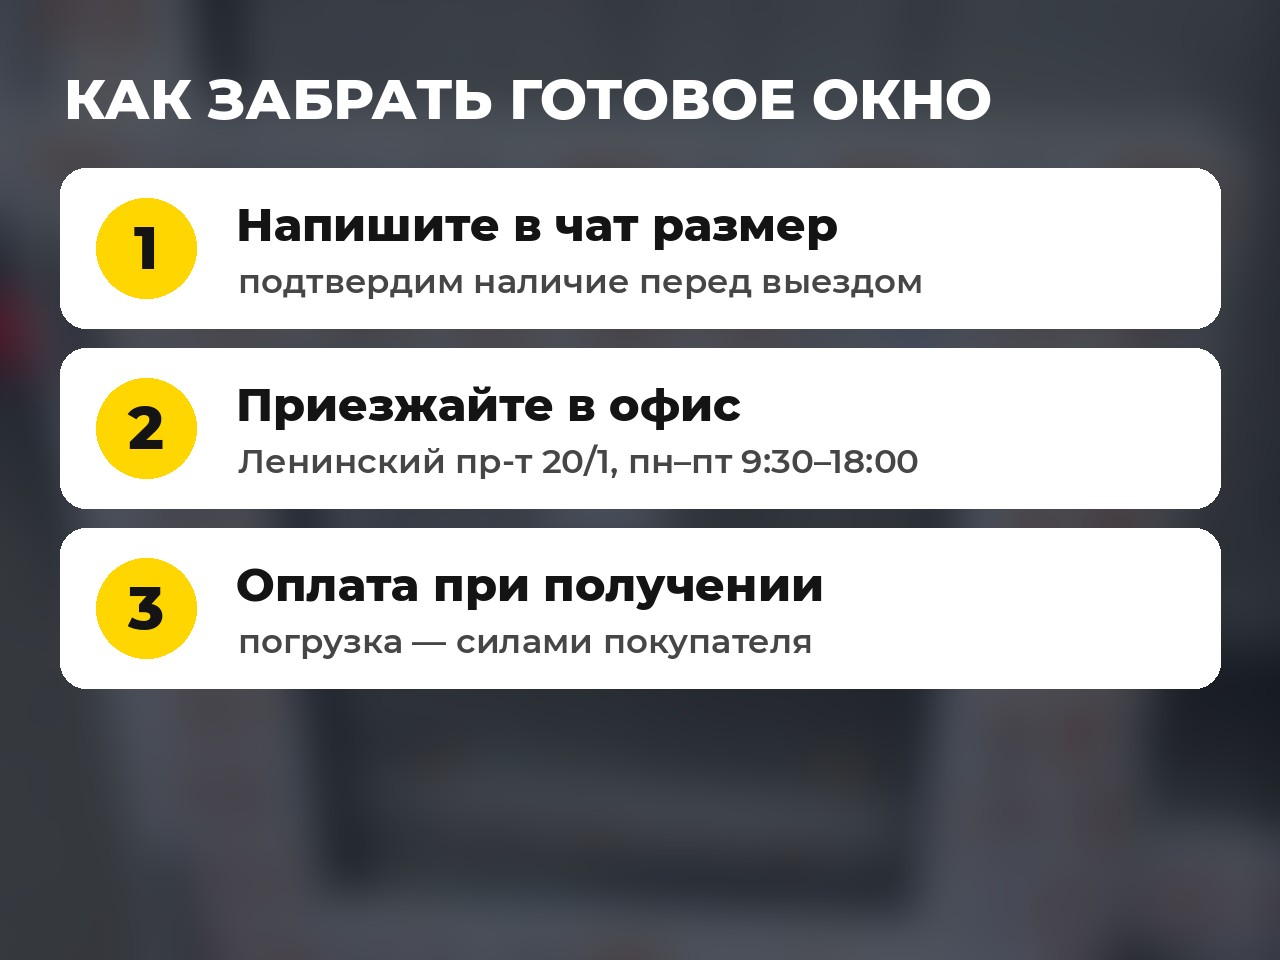 КАК ЗАБРАТЬ ГОТОВОЕ ОКНО
1
Напишите в чат размер
подтвердим наличие перед выездом
2
Приезжайте в офис
Ленинский пр-т 20/1, пн–пт 9:30–18:00
3
Оплата при получении
погрузка — силами покупателя